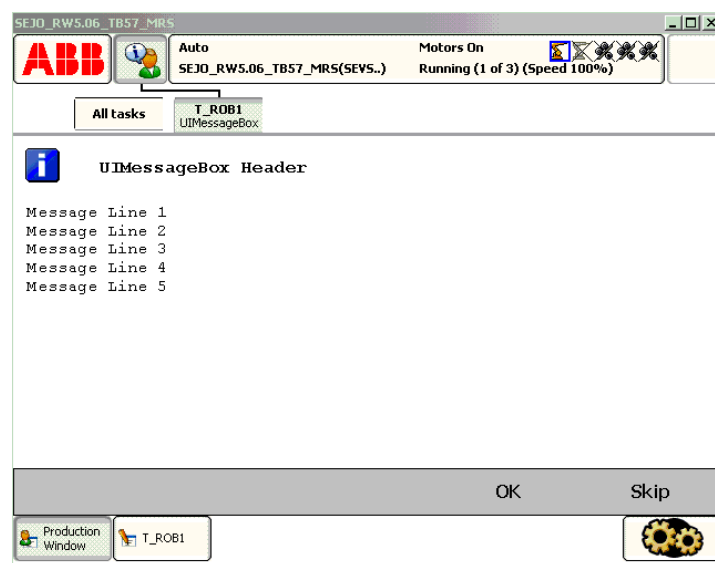 SEJO_RW5.06_TB57_MRS
ABB
Auto
Motors On
SEJO_RW5.06_TB57_MRS(SEVS..)
Running (1 of 3) (Speed 100%)
All tasks
T_ROB1
UIMessageBox
i
UIMessageBox Header
Message Line 1
Message Line 2
Message Line 3
Message Line 4
Message Line 5
OK
Skip
Production
Window
T_ROB1